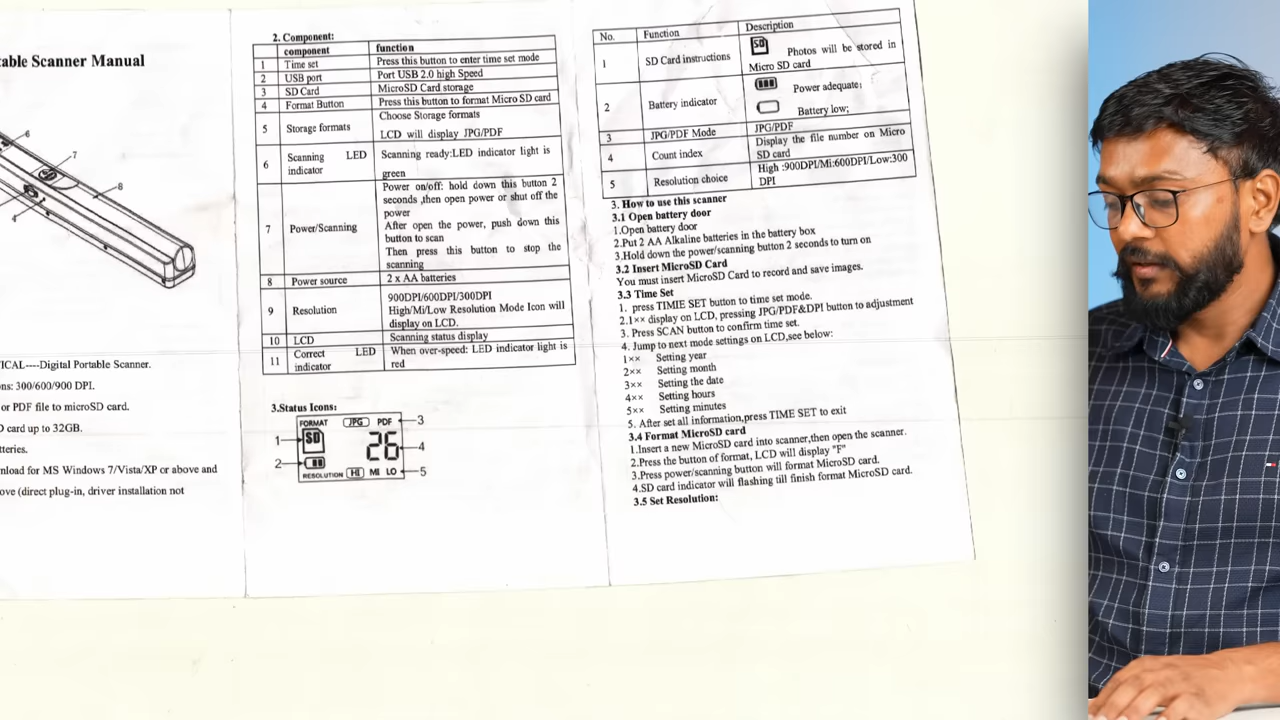 table Scanner Manual
6
7
8
4
ICAL----Digital Portable Scanner.
ns: 300/600/900 DPI.
or PDF file to microSD card.
D card up to 32GB.
tteries.
nload for MS Windows 7/Vista/XP or above and
ove (direct plug-in, driver installation not
2. Component:
component function
1 Time set Press this button to enter time set mode
2 USB port Port USB 2.0 high Speed
3 SD Card MicroSD Card storage
4 Format Button Press this button to format Micro SD card
5 Storage formats Choose Storage formats
LCD will display JPG/PDF
6 Scanning LED indicator Scanning ready:LED indicator light is
green
7 Power/Scanning Power on/off: hold down this button 2
seconds ,then open power or shut off the
power
After open the power, push down this
button to scan
Then press this button to stop the
scanning
8 Power source 2 x AA batteries
9 Resolution 900DPI/600DPI/300DPI
High/Mi/Low Resolution Mode Icon will
display on LCD.
10 LCD Scanning status display
11 Correct LED indicator When over-speed: LED indicator light is
red
3.Status Icons:
FORMAT JPG PDF 3
1 SD 26 4
2
RESOLUTION HI MI LO 5
No. Function Description
1 SD Card instructions SD Photos will be stored in
Micro SD card
2 Battery indicator Power adequate;
Battery low;
3 JPG/PDF Mode JPG/PDF
4 Count index Display the file number on Micro
SD card
5 Resolution choice High :900DPI/Mi:600DPI/Low:300
DPI
3. How to use this scanner
3.1 Open battery door
1.Open battery door
2.Put 2 AA Alkaline batteries in the battery box
3.Hold down the power/scanning button 2 seconds to turn on
3.2 Insert MicroSD Card
You must insert MicroSD Card to record and save images.
3.3 Time Set
1. press TIMIE SET button to time set mode.
2.1×× display on LCD, pressing JPG/PDF&DPI button to adjustment
3. Press SCAN button to confirm time set.
4. Jump to next mode settings on LCD,see below:
1×× Setting year
2×× Setting month
3×× Setting the date
4×× Setting hours
5×× Setting minutes
5. After set all information,press TIME SET to exit
3.4 Format MicroSD card
1.Insert a new MicroSD card into scanner,then open the scanner.
2.Press the button of format, LCD will display "F"
3.Press power/scanning button will format MicroSD card.
4.SD card indicator will flashing till finish format MicroSD card.
3.5 Set Resolution: